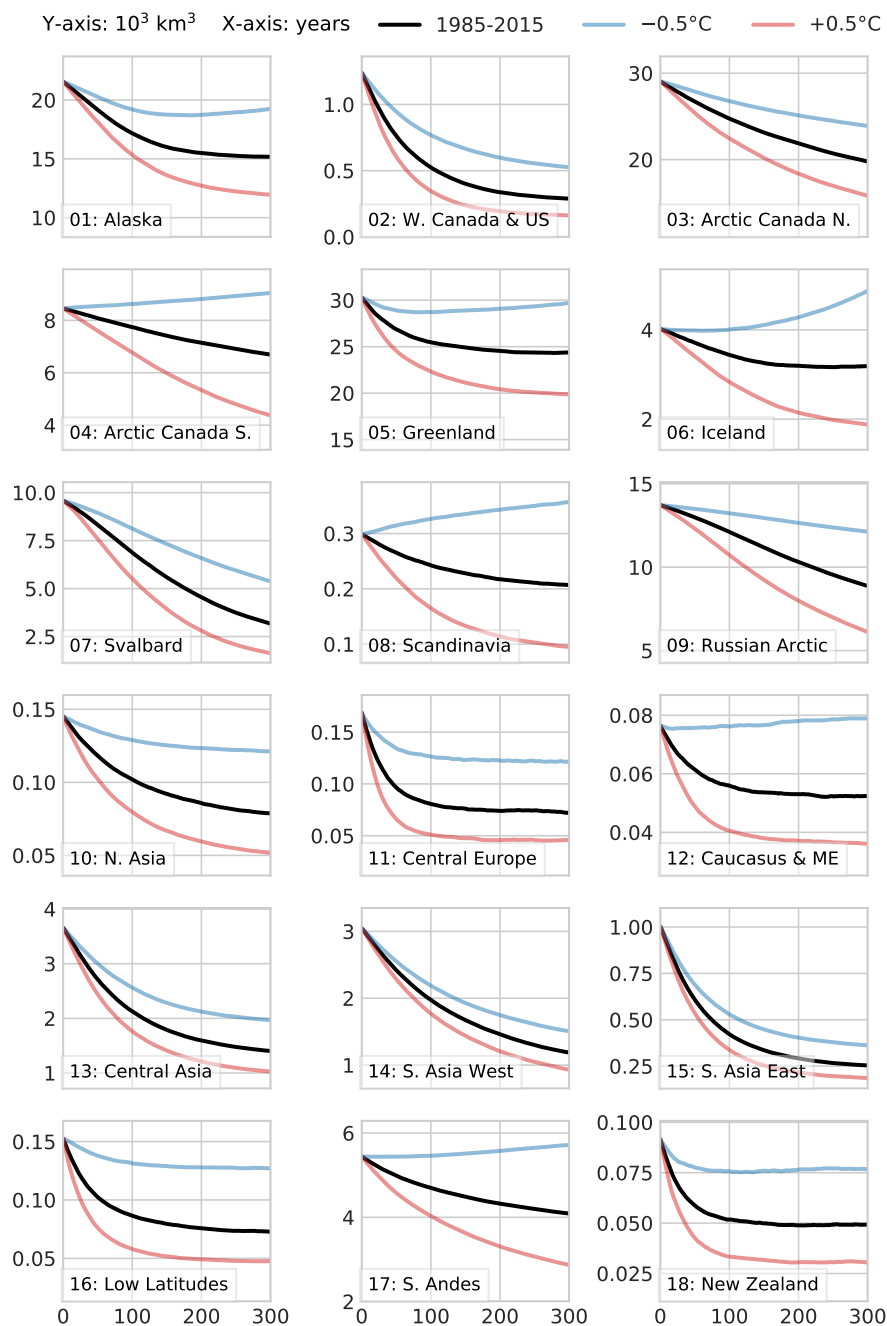 Y-axis: 10³ km³ X-axis: years 1985-2015 −0.5°C +0.5°C
20
15
10
01: Alaska
1.0
0.5
0.0
02: W. Canada & US
30
20
03: Arctic Canada N.
8
6
4
04: Arctic Canada S.
30
25
20
15
05: Greenland
4
2
06: Iceland
10.0
7.5
5.0
2.5
07: Svalbard
0.3
0.2
0.1
08: Scandinavia
15
10
5
09: Russian Arctic
0.15
0.10
0.05
10: N. Asia
0.15
0.10
0.05
11: Central Europe
0.08
0.06
0.04
12: Caucasus & ME
4
3
2
1
13: Central Asia
3
2
1
14: S. Asia West
1.00
0.75
0.50
0.25
15: S. Asia East
0.15
0.10
0.05
16: Low Latitudes
0 100 200 300
6
4
2
17: S. Andes
0 100 200 300
0.100
0.075
0.050
0.025
18: New Zealand
0 100 200 300